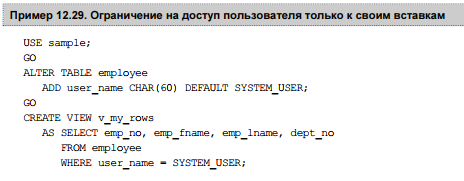 Пример 12.29. Ограничение на доступ пользователя только к своим вставкам
USE sample;
GO
ALTER TABLE employee
ADD user_name CHAR(60) DEFAULT SYSTEM_USER;
GO
CREATE VIEW v_my_rows
AS SELECT emp_no, emp_fname, emp_lname, dept_no
FROM employee
WHERE user_name = SYSTEM_USER;